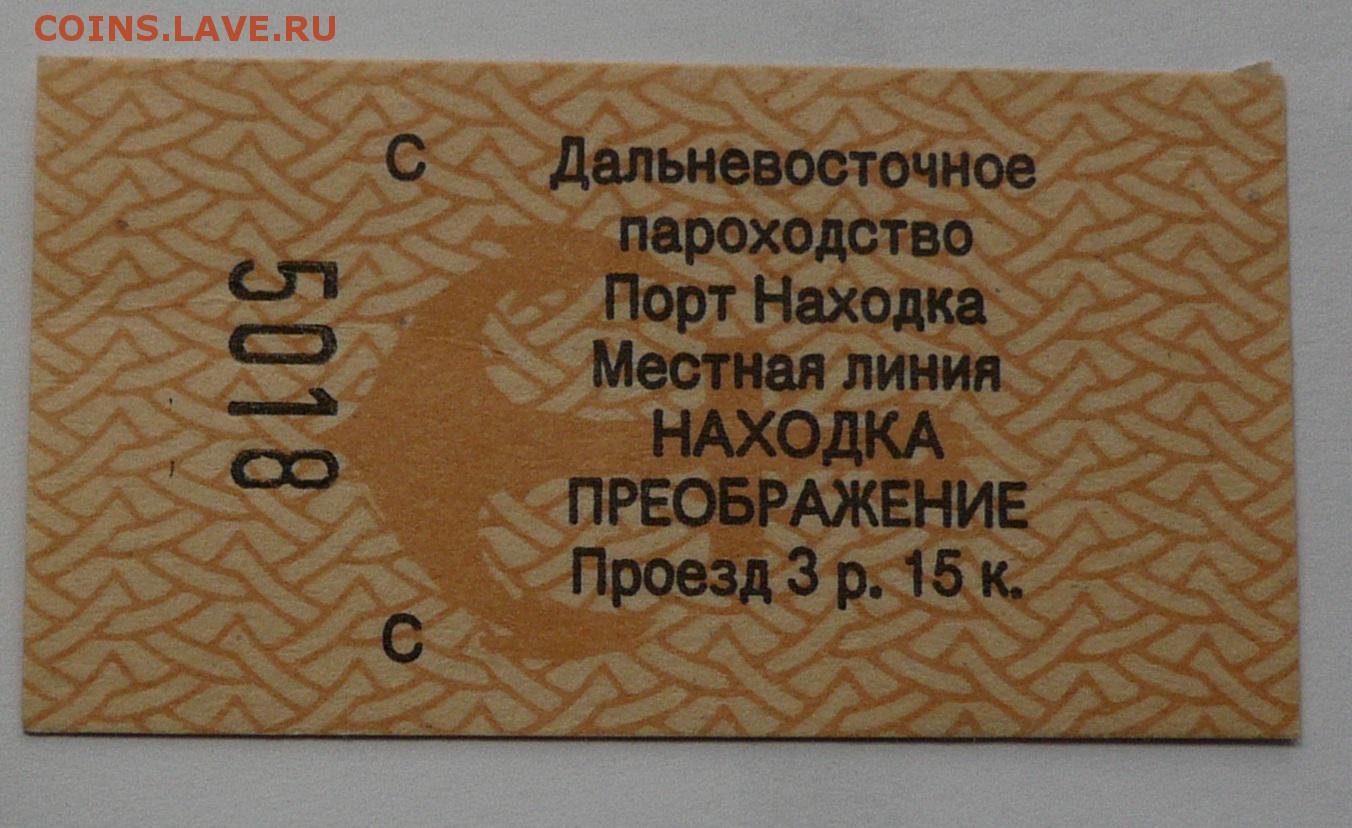 COINS.LAVE.RU
С
Дальневосточное
пароходство
Порт Находка
Местная линия
НАХОДКА
ПРЕОБРАЖЕНИЕ
Проезд 3 р. 15 к.
5018
С